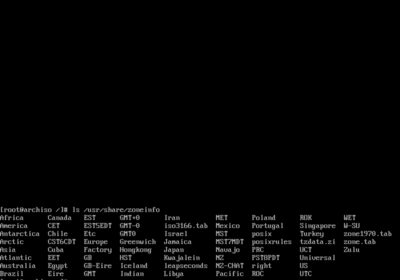 [root@archiso /]# ls /usr/share/zoneinfo
Africa Canada EST GMT+0 Iran MET Poland ROK WET
America CET EST5EDT GMT-0 iso3166.tab Mexico Portugal Singapore W-SU
Antarctica Chile Etc GMT0 Israel MST posix Turkey zone1970.tab
Arctic CST6CDT Europe Greenwich Jamaica MST7MDT posixrules tzdata.zi zone.tab
Asia Cuba Factory Hongkong Japan Navajo PRC UCT Zulu
Atlantic EET GB HST Kwajalein NZ PST8PDT Universal
Australia Egypt GB-Eire Iceland leapseconds NZ-CHAT right US
Brazil Eire GMT Indian Libya Pacific ROC UTC